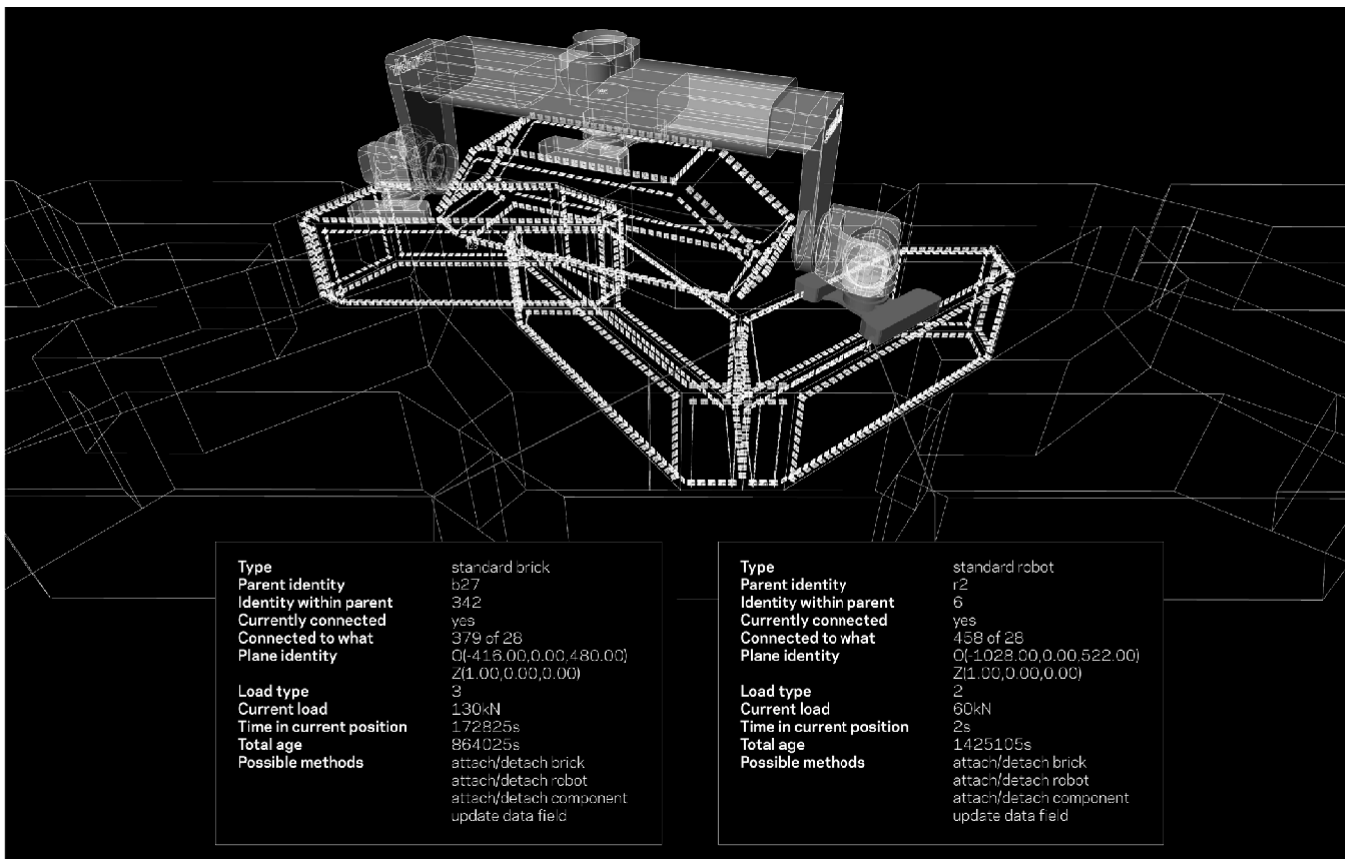 Type standard brick
Parent identity b27
Identity within parent 342
Currently connected yes
Connected to what 379 of 28
Plane identity O(-416.00,0.00,480.00)
Z(1.00,0.00,0.00)
Load type 3
Current load 130kN
Time in current position 172825s
Total age 864025s
Possible methods attach/detach brick
attach/detach robot
attach/detach component
update data field
Type standard robot
Parent identity r2
Identity within parent 6
Currently connected yes
Connected to what 458 of 28
Plane identity O(-1028.00,0.00,522.00)
Z(1.00,0.00,0.00)
Load type 2
Current load 60kN
Time in current position 2s
Total age 1425105s
Possible methods attach/detach brick
attach/detach robot
attach/detach component
update data field